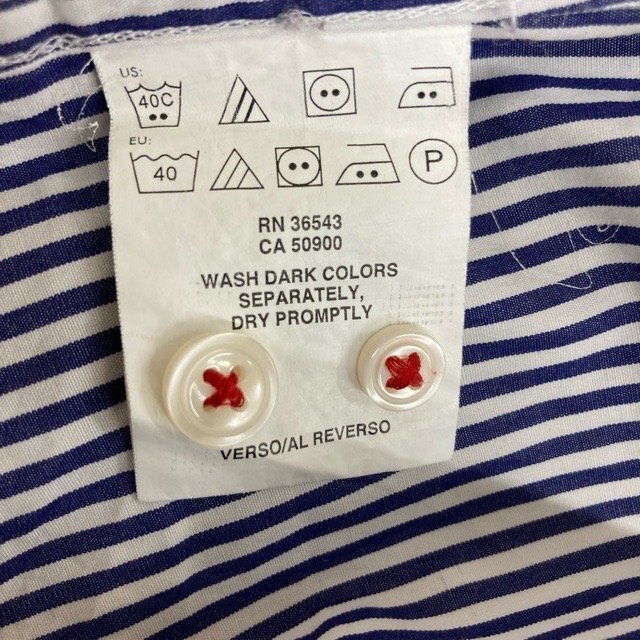 US:
40C
EU:
40
P
RN 36543
CA 50900
WASH DARK COLORS
SEPARATELY,
DRY PROMPTLY
VERSO/AL REVERSO